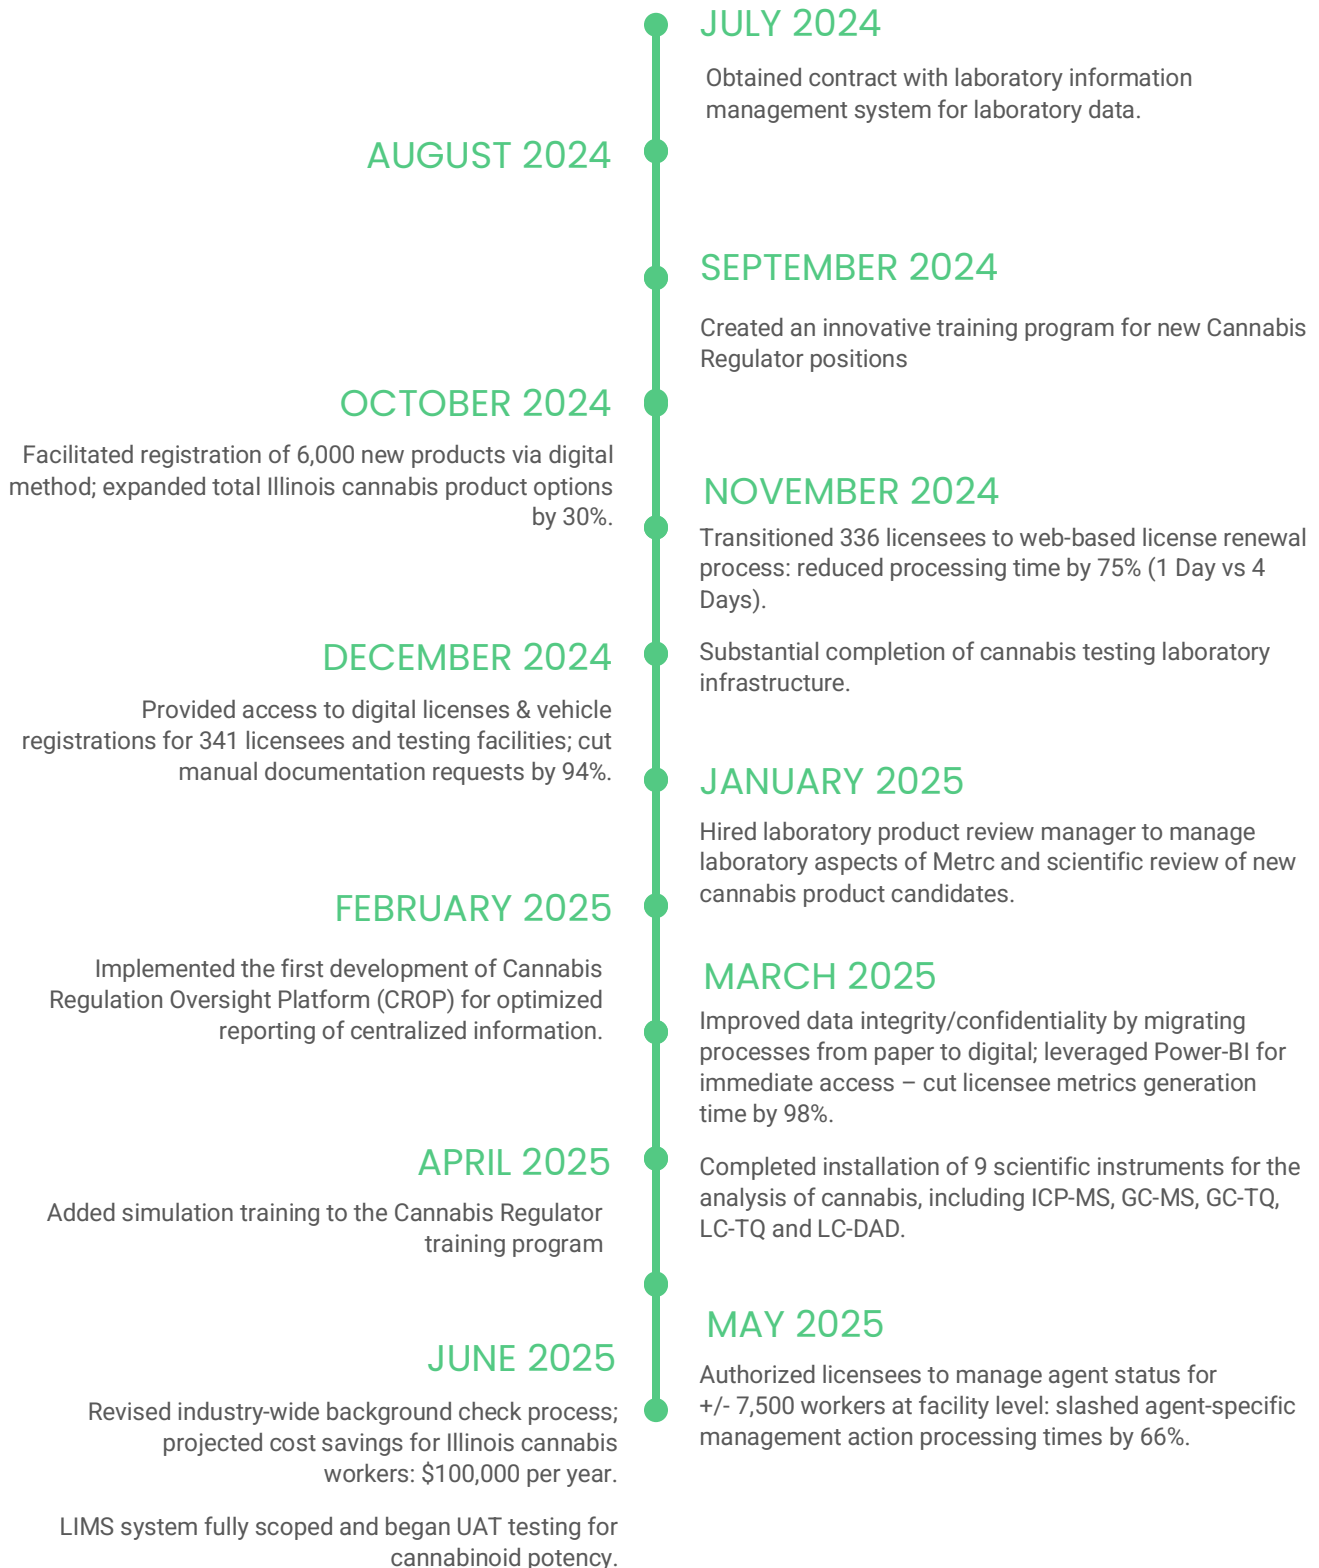 JULY 2024
Obtained contract with laboratory information
management system for laboratory data.
AUGUST 2024
SEPTEMBER 2024
Created an innovative training program for new Cannabis
Regulator positions
OCTOBER 2024
Facilitated registration of 6,000 new products via digital
method; expanded total Illinois cannabis product options
by 30%.
NOVEMBER 2024
Transitioned 336 licensees to web-based license renewal
process: reduced processing time by 75% (1 Day vs 4
Days).
Substantial completion of cannabis testing laboratory
infrastructure.
DECEMBER 2024
Provided access to digital licenses & vehicle
registrations for 341 licensees and testing facilities; cut
manual documentation requests by 94%.
JANUARY 2025
Hired laboratory product review manager to manage
laboratory aspects of Metrc and scientific review of new
cannabis product candidates.
FEBRUARY 2025
Implemented the first development of Cannabis
Regulation Oversight Platform (CROP) for optimized
reporting of centralized information.
MARCH 2025
Improved data integrity/confidentiality by migrating
processes from paper to digital; leveraged Power-BI for
immediate access – cut licensee metrics generation
time by 98%.
Completed installation of 9 scientific instruments for the
analysis of cannabis, including ICP-MS, GC-MS, GC-TQ,
LC-TQ and LC-DAD.
APRIL 2025
Added simulation training to the Cannabis Regulator
training program
MAY 2025
Authorized licensees to manage agent status for
+/- 7,500 workers at facility level: slashed agent-specific
management action processing times by 66%.
JUNE 2025
Revised industry-wide background check process;
projected cost savings for Illinois cannabis
workers: $100,000 per year.
LIMS system fully scoped and began UAT testing for
cannabinoid potency.